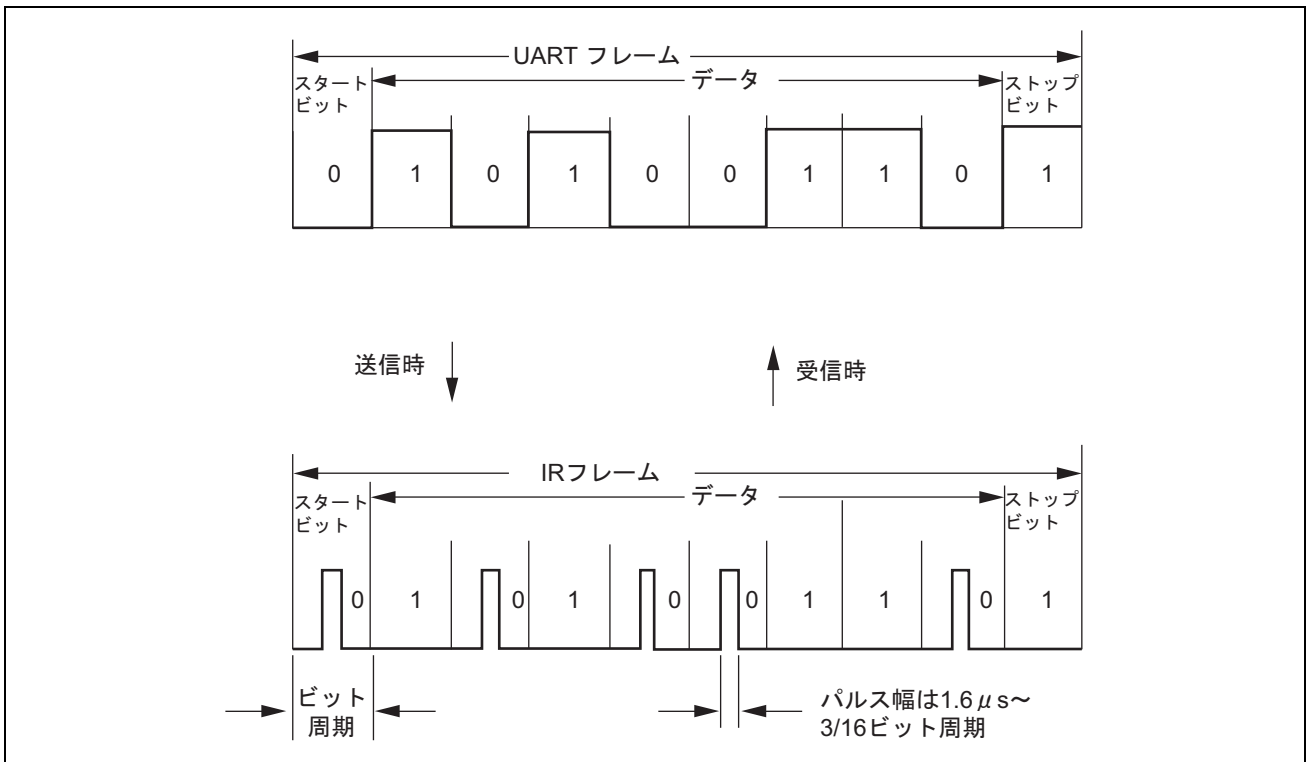 UART フレーム
スタート
ビット
データ
ストップ
ビット
0 1 0 1 0 0 1 1 0 1
送信時
受信時
IRフレーム
スタート
ビット
データ
ストップ
ビット
0 1 0 1 0 0 1 1 0 1
ビット
周期
パルス幅は1.6μs～
3/16ビット周期